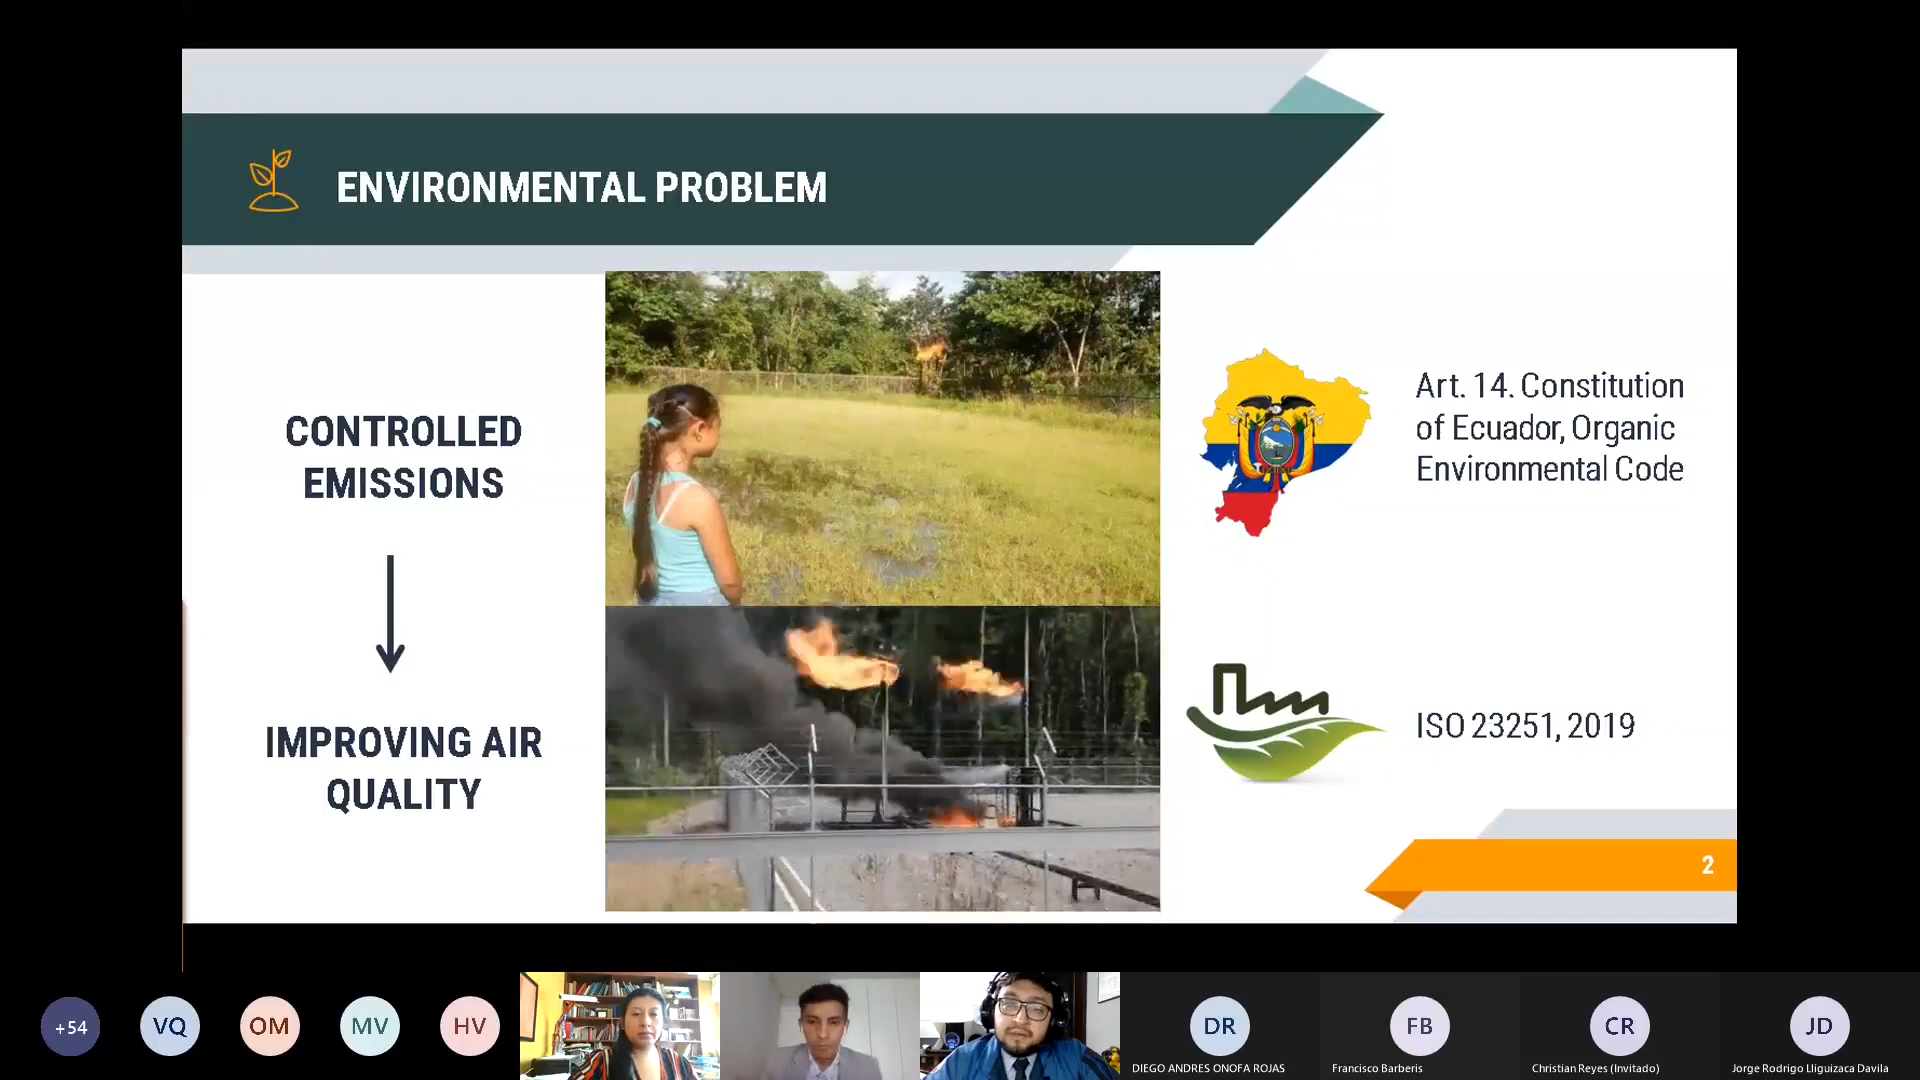 ENVIRONMENTAL PROBLEM
CONTROLLED
EMISSIONS
IMPROVING AIR
QUALITY
Art. 14. Constitution
of Ecuador, Organic
Environmental Code
ISO 23251, 2019
2
+54
VQ
OM
MV
HV
DR
DIEGO ANDRES ONOFA ROJAS
FB
Francisco Barberis
CR
Christian Reyes (Invitado)
JD
Jorge Rodrigo Lliguizaca Davila